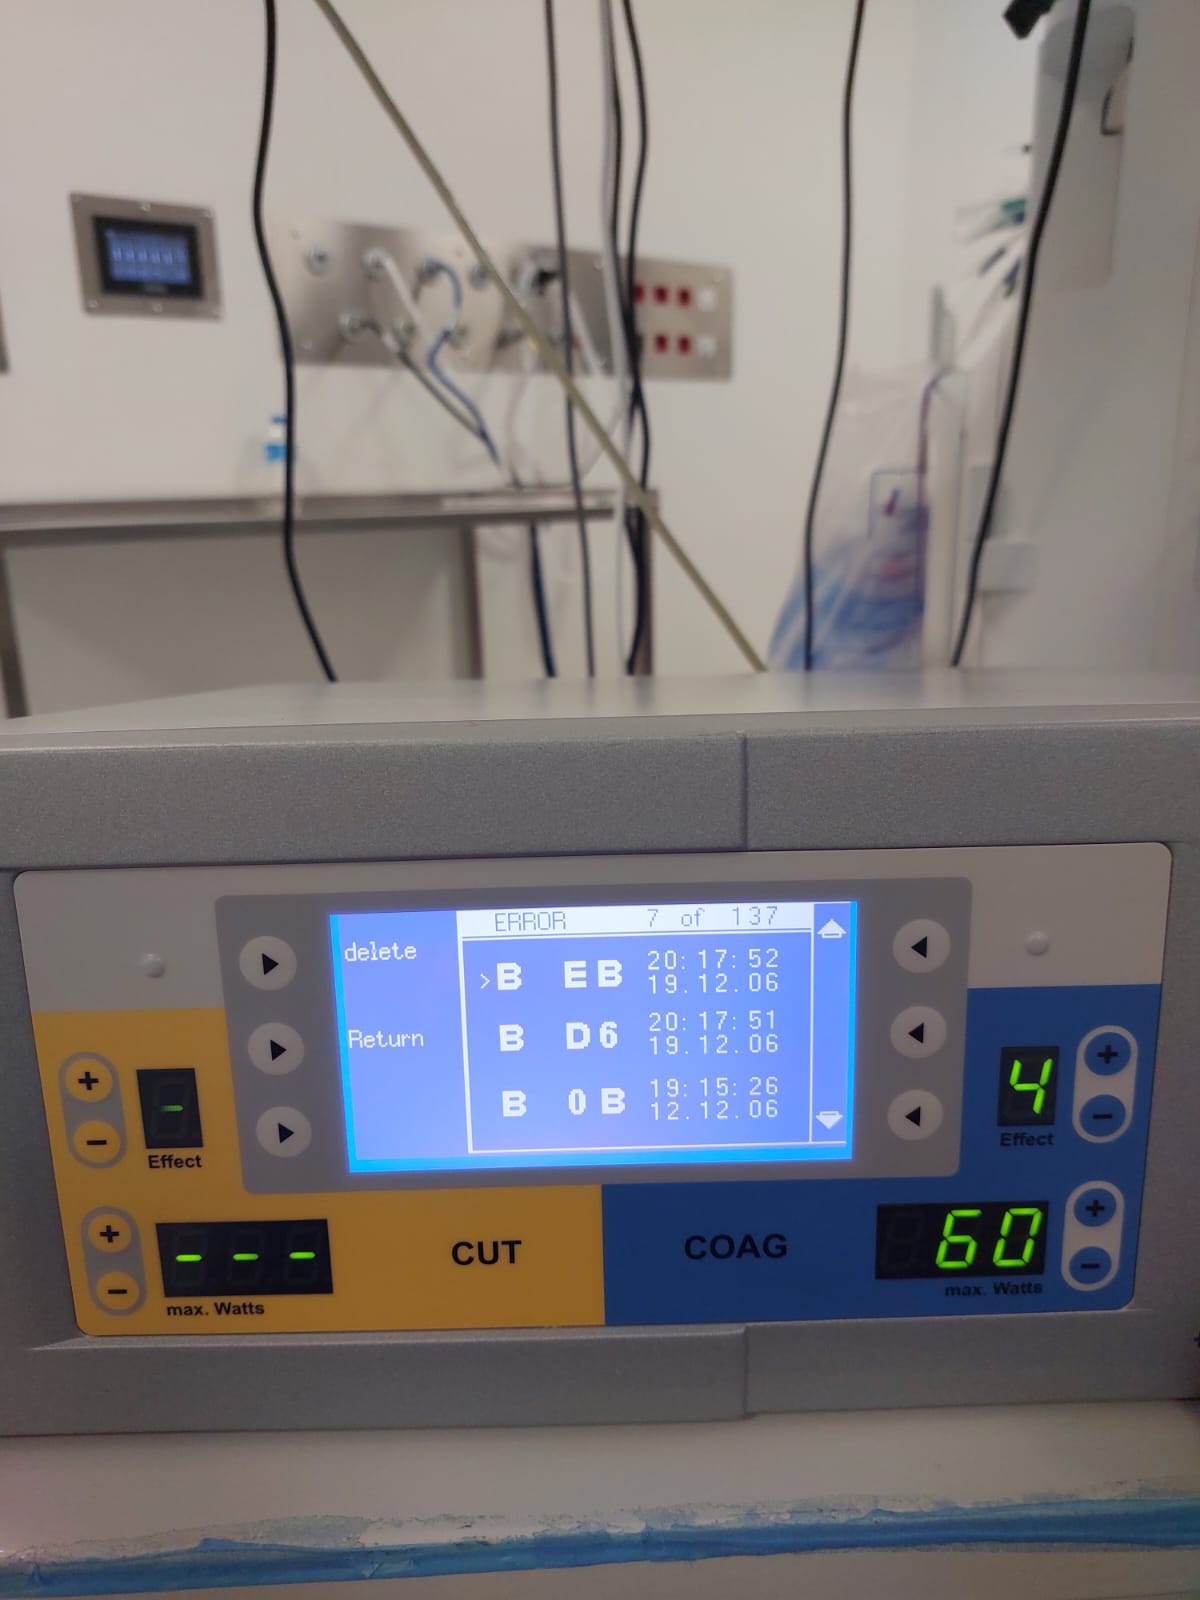 ERROR 7 of 137
delete
>B EB 20:17:52
19.12.06
Return
B D6 20:17:51
19.12.06
B 0B 19:15:26
12.12.06
+
-
-
Effect
4
+
-
Effect
+
-
---
max. Watts
CUT
COAG
60
+
-
max. Watts